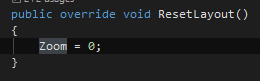 public override void ResetLayout()
{
Zoom = 0;
}